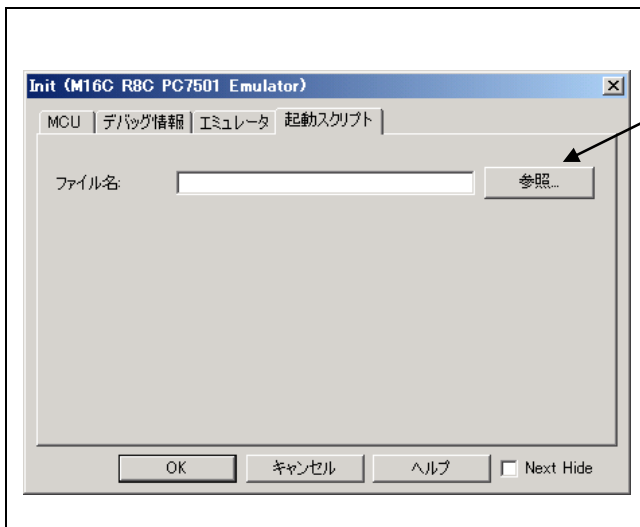 Init (M16C R8C PC7501 Emulator)
MCU デバッグ情報 エミュレータ 起動スクリプト
ファイル名: 参照...
OK キャンセル ヘルプ Next Hide